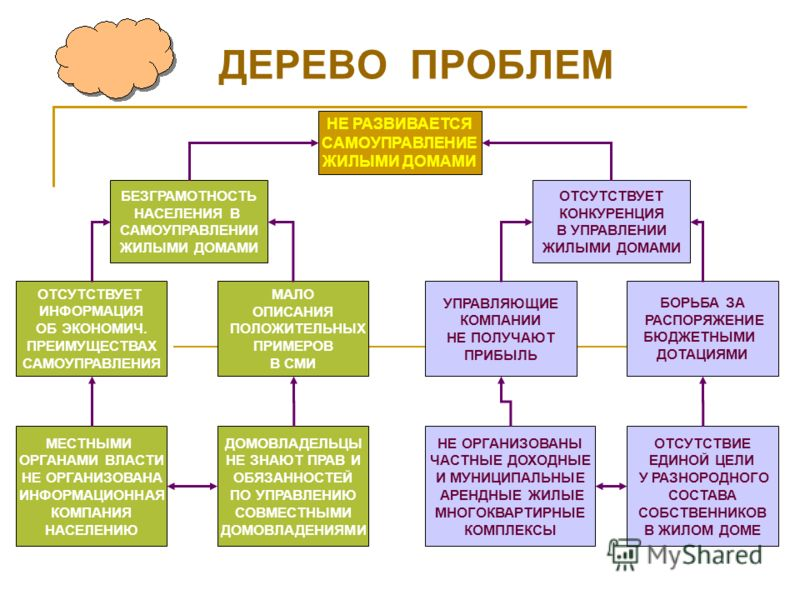 ДЕРЕВО ПРОБЛЕМ
НЕ РАЗВИВАЕТСЯ
САМОУПРАВЛЕНИЕ
ЖИЛЫМИ ДОМАМИ
БЕЗГРАМОТНОСТЬ
НАСЕЛЕНИЯ В
САМОУПРАВЛЕНИИ
ЖИЛЫМИ ДОМАМИ
ОТСУТСТВУЕТ
КОНКУРЕНЦИЯ
В УПРАВЛЕНИИ
ЖИЛЫМИ ДОМАМИ
ОТСУТСТВУЕТ
ИНФОРМАЦИЯ
ОБ ЭКОНОМИЧ.
ПРЕИМУЩЕСТВАХ
САМОУПРАВЛЕНИЯ
МАЛО
ОПИСАНИЯ
ПОЛОЖИТЕЛЬНЫХ
ПРИМЕРОВ
В СМИ
УПРАВЛЯЮЩИЕ
КОМПАНИИ
НЕ ПОЛУЧАЮТ
ПРИБЫЛЬ
БОРЬБА ЗА
РАСПОРЯЖЕНИЕ
БЮДЖЕТНЫМИ
ДОТАЦИЯМИ
МЕСТНЫМИ
ОРГАНАМИ ВЛАСТИ
НЕ ОРГАНИЗОВАНА
ИНФОРМАЦИОННАЯ
КОМПАНИЯ
НАСЕЛЕНИЮ
ДОМОВЛАДЕЛЬЦЫ
НЕ ЗНАЮТ ПРАВ И
ОБЯЗАННОСТЕЙ
ПО УПРАВЛЕНИЮ
СОВМЕСТНЫМИ
ДОМОВЛАДЕНИЯМИ
НЕ ОРГАНИЗОВАНЫ
ЧАСТНЫЕ ДОХОДНЫЕ
И МУНИЦИПАЛЬНЫЕ
АРЕНДНЫЕ ЖИЛЫЕ
МНОГОКВАРТИРНЫЕ
КОМПЛЕКСЫ
ОТСУТСТВИЕ
ЕДИНОЙ ЦЕЛИ
У РАЗНОРОДНОГО
СОСТАВА
СОБСТВЕННИКОВ
В ЖИЛОМ ДОМЕ
MyShared